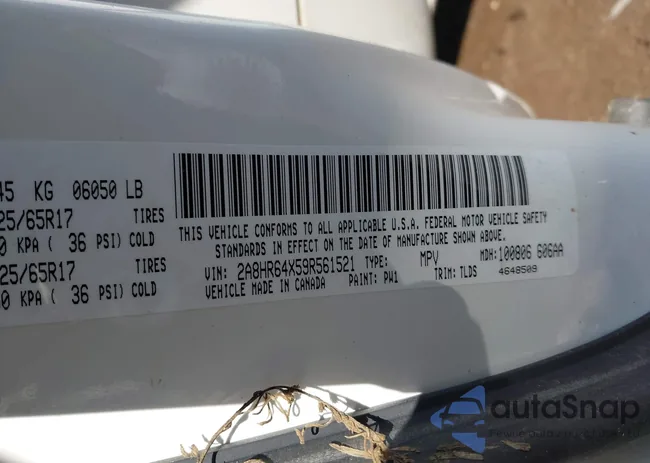 45 KG 06050 LB
25/65R17 TIRES
0 KPA ( 36 PSI) COLD
25/65R17 TIRES
0 KPA ( 36 PSI) COLD
THIS VEHICLE CONFORMS TO ALL APPLICABLE U.S.A. FEDERAL MOTOR VEHICLE SAFETY
STANDARDS IN EFFECT ON THE DATE OF MANUFACTURE SHOWN ABOVE.
VIN: 2A8HR64X59R561521 TYPE: MPV MDH: 100806 606AA
VEHICLE MADE IN CANADA PAINT: PW1 TRIM: TLDS 4648509
autaSnap